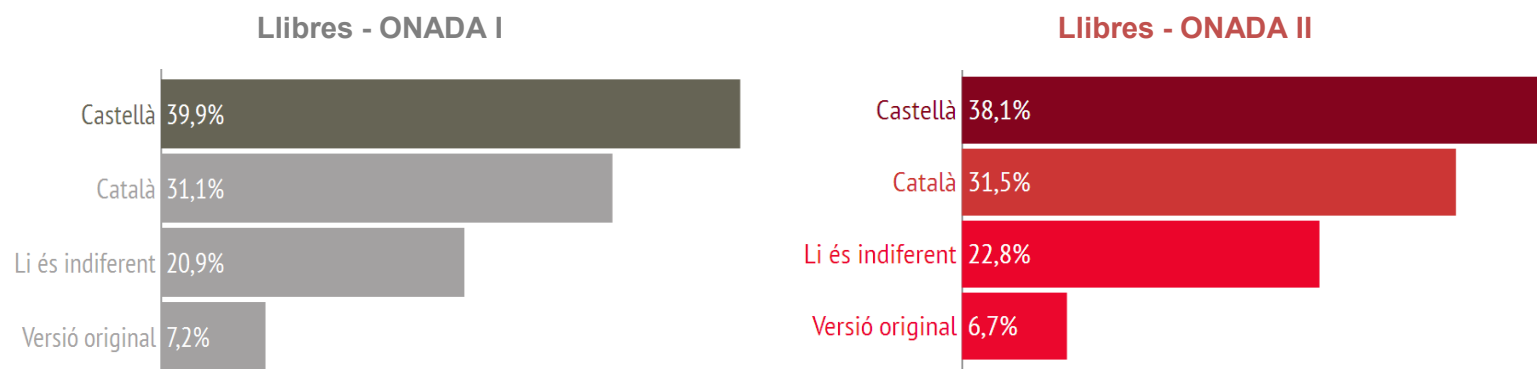 Llibres - ONADA I
Castellà 39,9%
Català 31,1%
Li és indiferent 20,9%
Versió original 7,2%
Llibres - ONADA II
Castellà 38,1%
Català 31,5%
Li és indiferent 22,8%
Versió original 6,7%